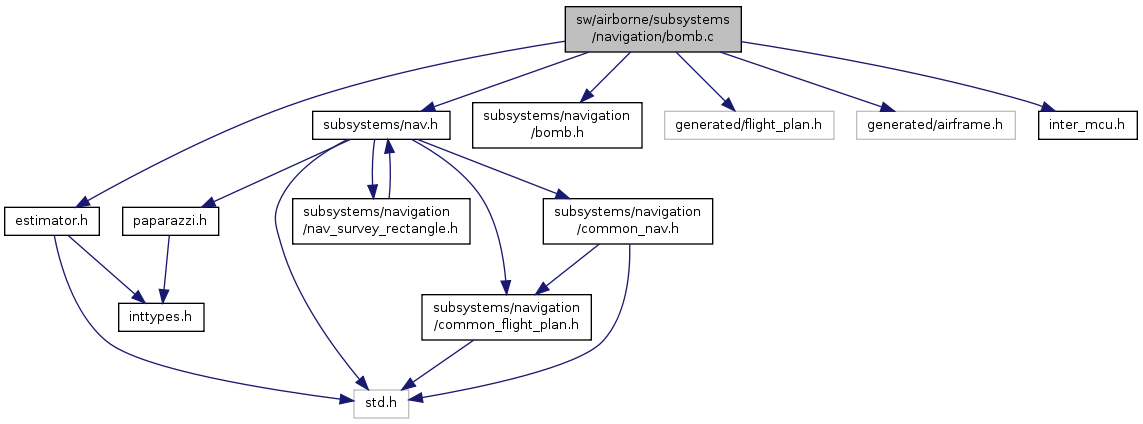 sw/airborne/subsystems
/navigation/bomb.c
subsystems/nav.h
subsystems/navigation
/bomb.h
generated/flight_plan.h
generated/airframe.h
inter_mcu.h
estimator.h
paparazzi.h
subsystems/navigation
/nav_survey_rectangle.h
subsystems/navigation
/common_nav.h
inttypes.h
subsystems/navigation
/common_flight_plan.h
std.h